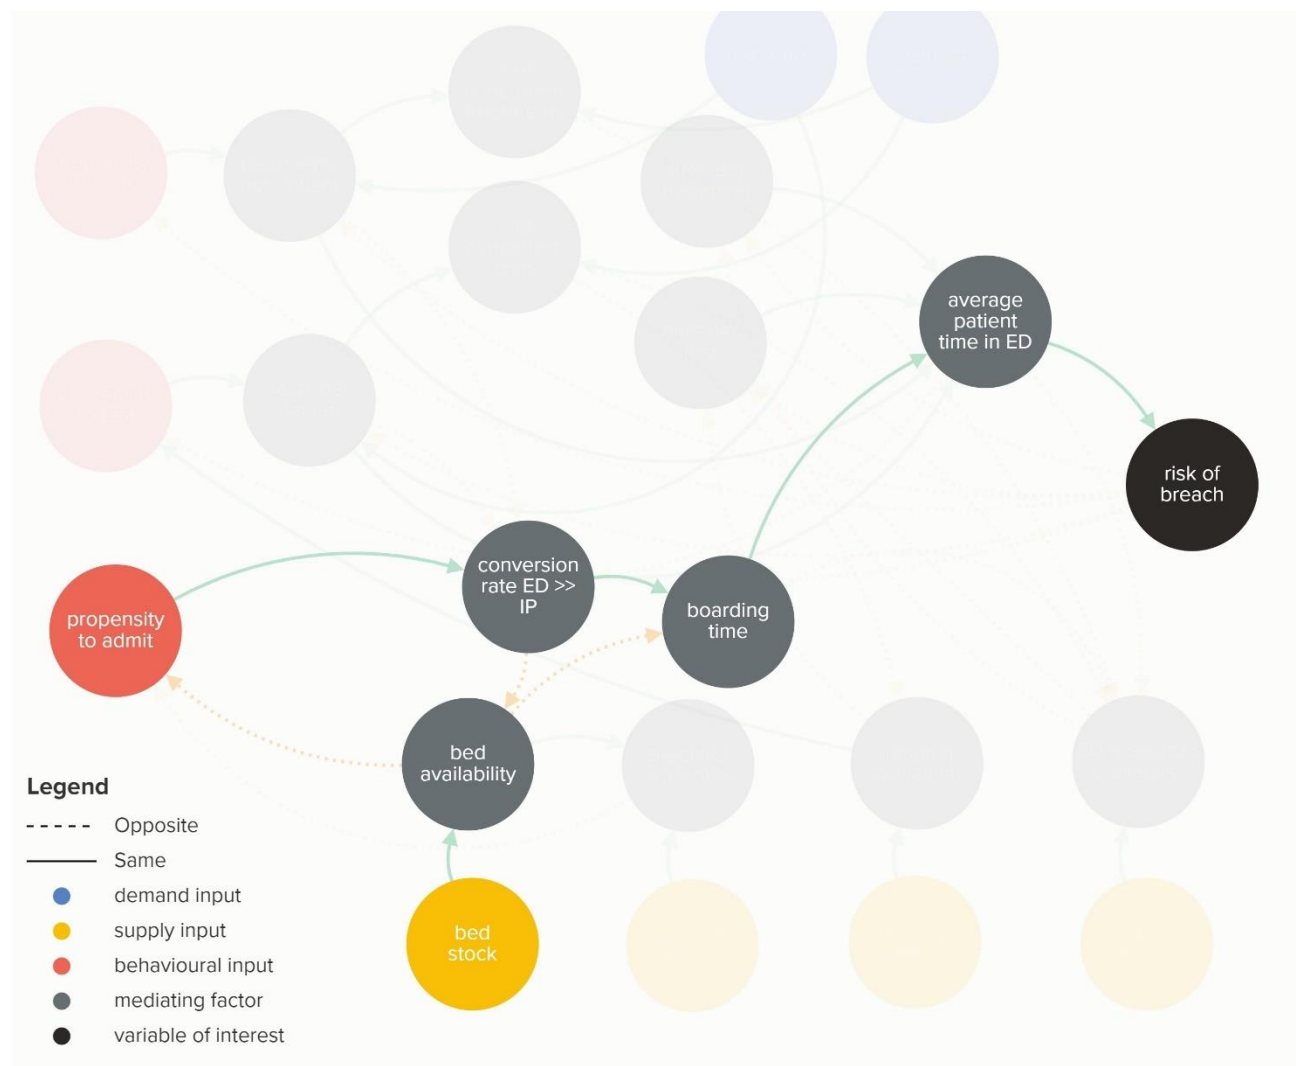 average
patient
time in ED
risk of
breach
conversion
rate ED >>
IP
boarding
time
propensity
to admit
bed
availability
bed
stock
Legend
Opposite
Same
demand input
supply input
behavioural input
mediating factor
variable of interest